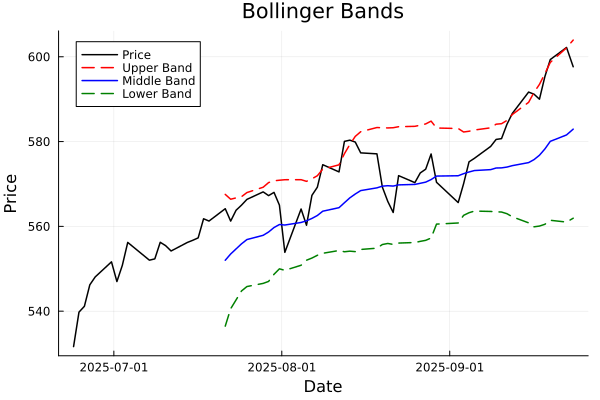 Bollinger Bands
Price
Upper Band
Middle Band
Lower Band
600
580
560
540
Price
2025-07-01
2025-08-01
2025-09-01
Date